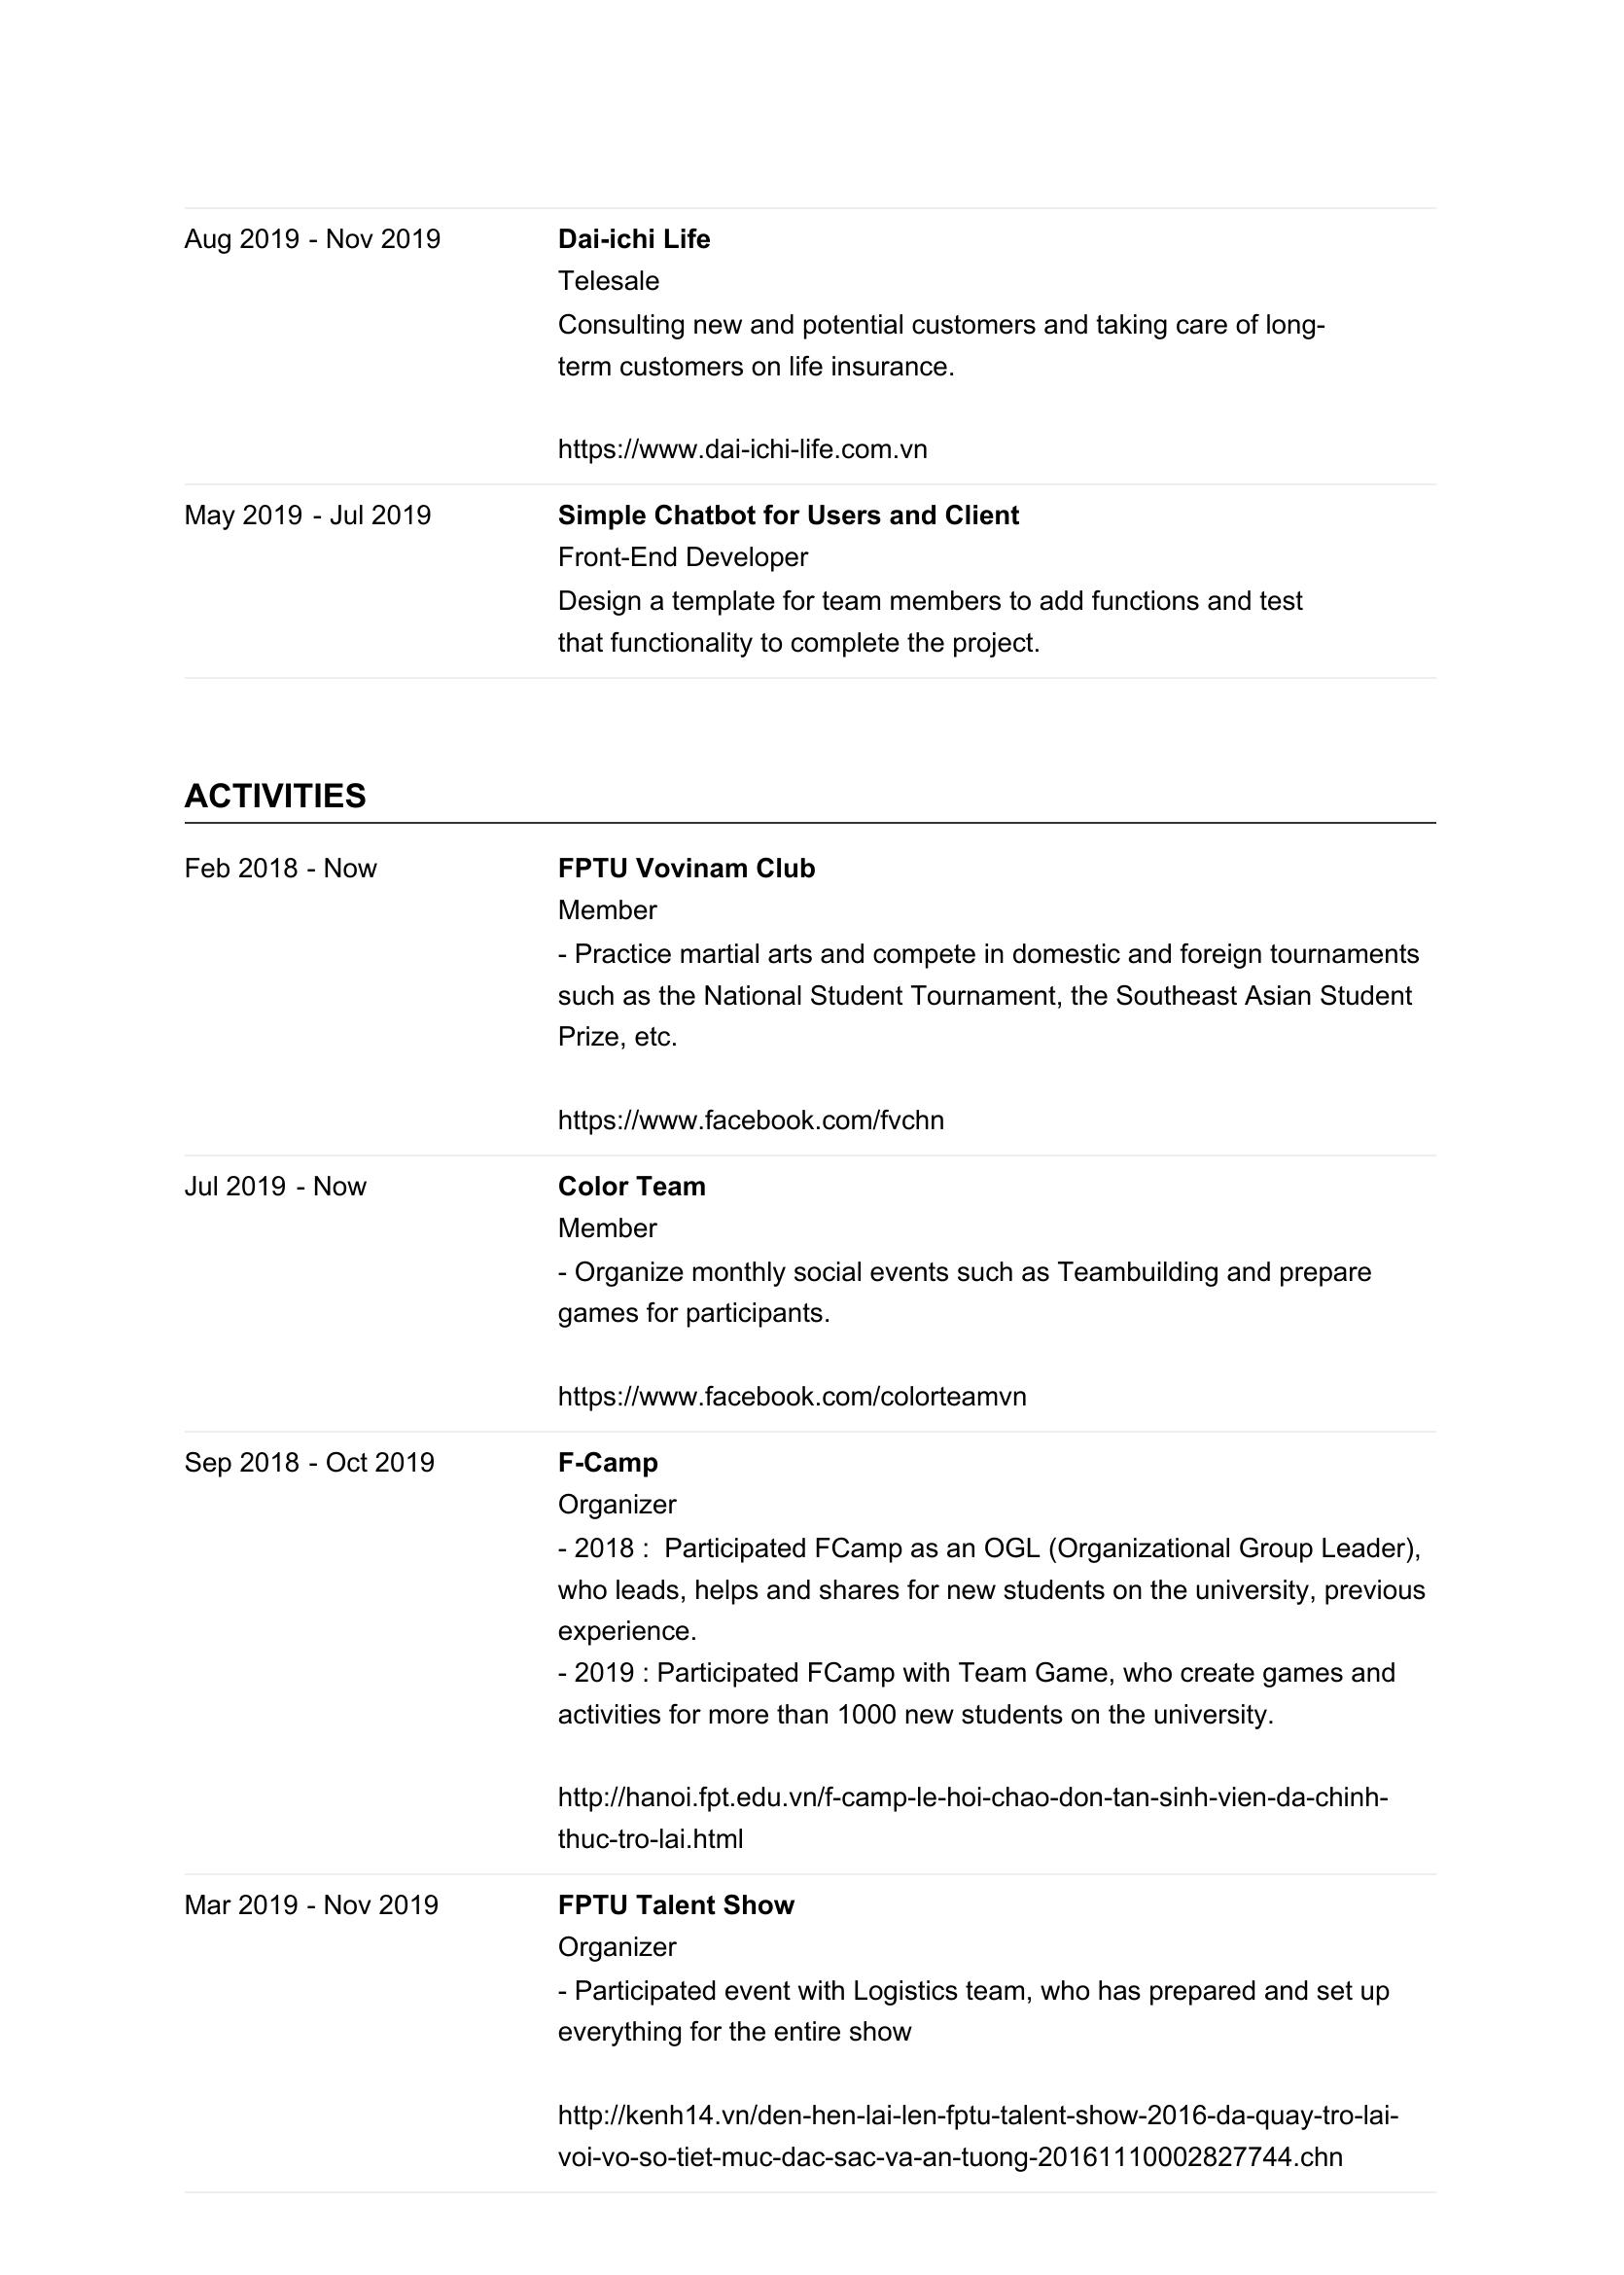 Aug 2019 - Nov 2019
Dai-ichi Life
Telesale
Consulting new and potential customers and taking care of long-
term customers on life insurance.
https://www.dai-ichi-life.com.vn
May 2019 - Jul 2019
Simple Chatbot for Users and Client
Front-End Developer
Design a template for team members to add functions and test
that functionality to complete the project.
ACTIVITIES
Feb 2018 - Now
FPTU Vovinam Club
Member
- Practice martial arts and compete in domestic and foreign tournaments
such as the National Student Tournament, the Southeast Asian Student
Prize, etc.
https://www.facebook.com/fvchn
Jul 2019 - Now
Color Team
Member
- Organize monthly social events such as Teambuilding and prepare
games for participants.
https://www.facebook.com/colorteamvn
Sep 2018 - Oct 2019
F-Camp
Organizer
- 2018 :  Participated FCamp as an OGL (Organizational Group Leader),
who leads, helps and shares for new students on the university, previous
experience.
- 2019 : Participated FCamp with Team Game, who create games and
activities for more than 1000 new students on the university.
http://hanoi.fpt.edu.vn/f-camp-le-hoi-chao-don-tan-sinh-vien-da-chinh-
thuc-tro-lai.html
Mar 2019 - Nov 2019
FPTU Talent Show
Organizer
- Participated event with Logistics team, who has prepared and set up
everything for the entire show
http://kenh14.vn/den-hen-lai-len-fptu-talent-show-2016-da-quay-tro-lai-
voi-vo-so-tiet-muc-dac-sac-va-an-tuong-20161110002827744.chn